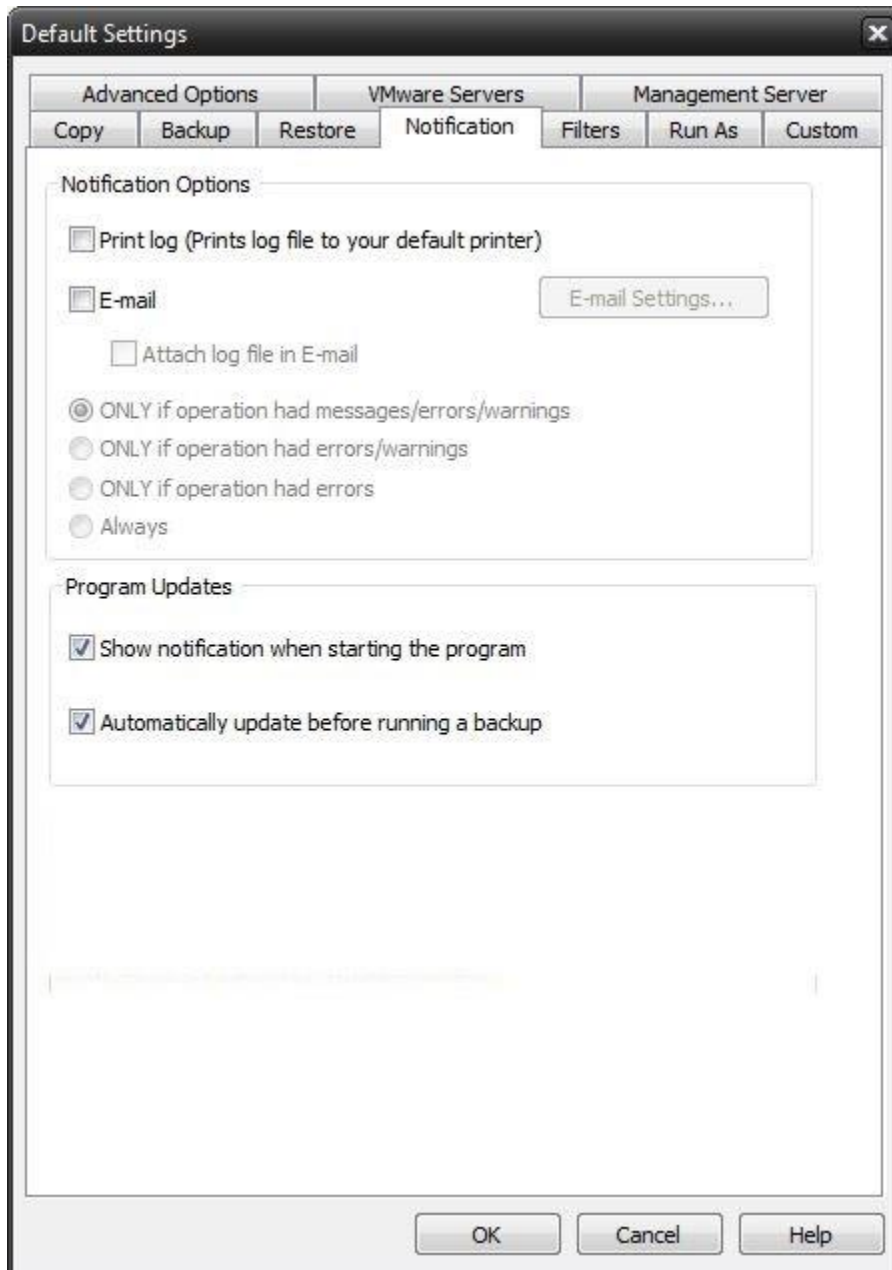 Default Settings
Advanced Options VMware Servers Management Server
Copy Backup Restore Notification Filters Run As Custom
Notification Options
Print log (Prints log file to your default printer)
E-mail E-mail Settings...
Attach log file in E-mail
ONLY if operation had messages/errors/warnings
ONLY if operation had errors/warnings
ONLY if operation had errors
Always
Program Updates
Show notification when starting the program
Automatically update before running a backup
OK Cancel Help